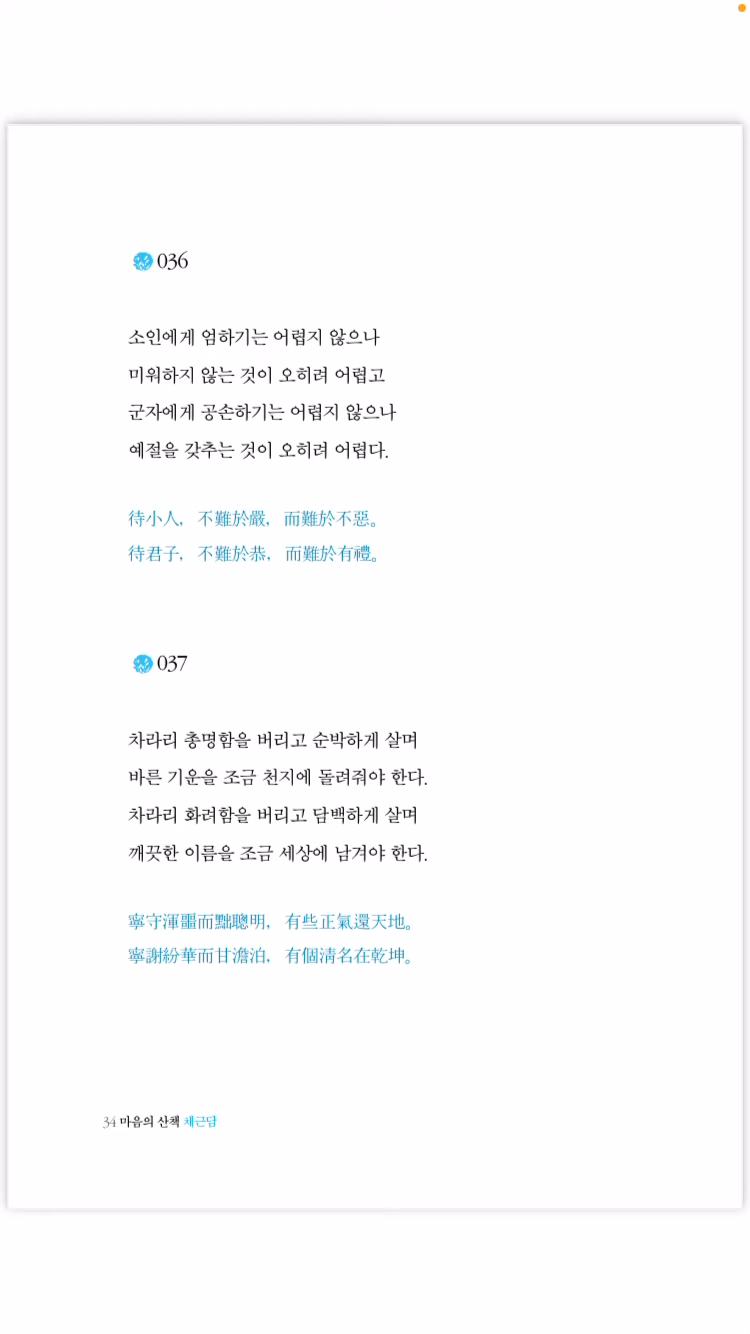 036
소인에게 엄하기는 어렵지 않으나
미워하지 않는 것이 오히려 어렵고
군자에게 공손하기는 어렵지 않으나
예절을 갖추는 것이 오히려 어렵다.
待小人, 不難於嚴, 而難於不惡。
待君子, 不難於恭, 而難於有禮。
037
차라리 총명함을 버리고 순박하게 살며
바른 기운을 조금 천지에 돌려줘야 한다.
차라리 화려함을 버리고 담백하게 살며
깨끗한 이름을 조금 세상에 남겨야 한다.
寧守渾噩而黜聰明, 有些正氣還天地。
寧謝紛華而甘澹泊, 有個淸名在乾坤。
34 마음의 산책 채근담